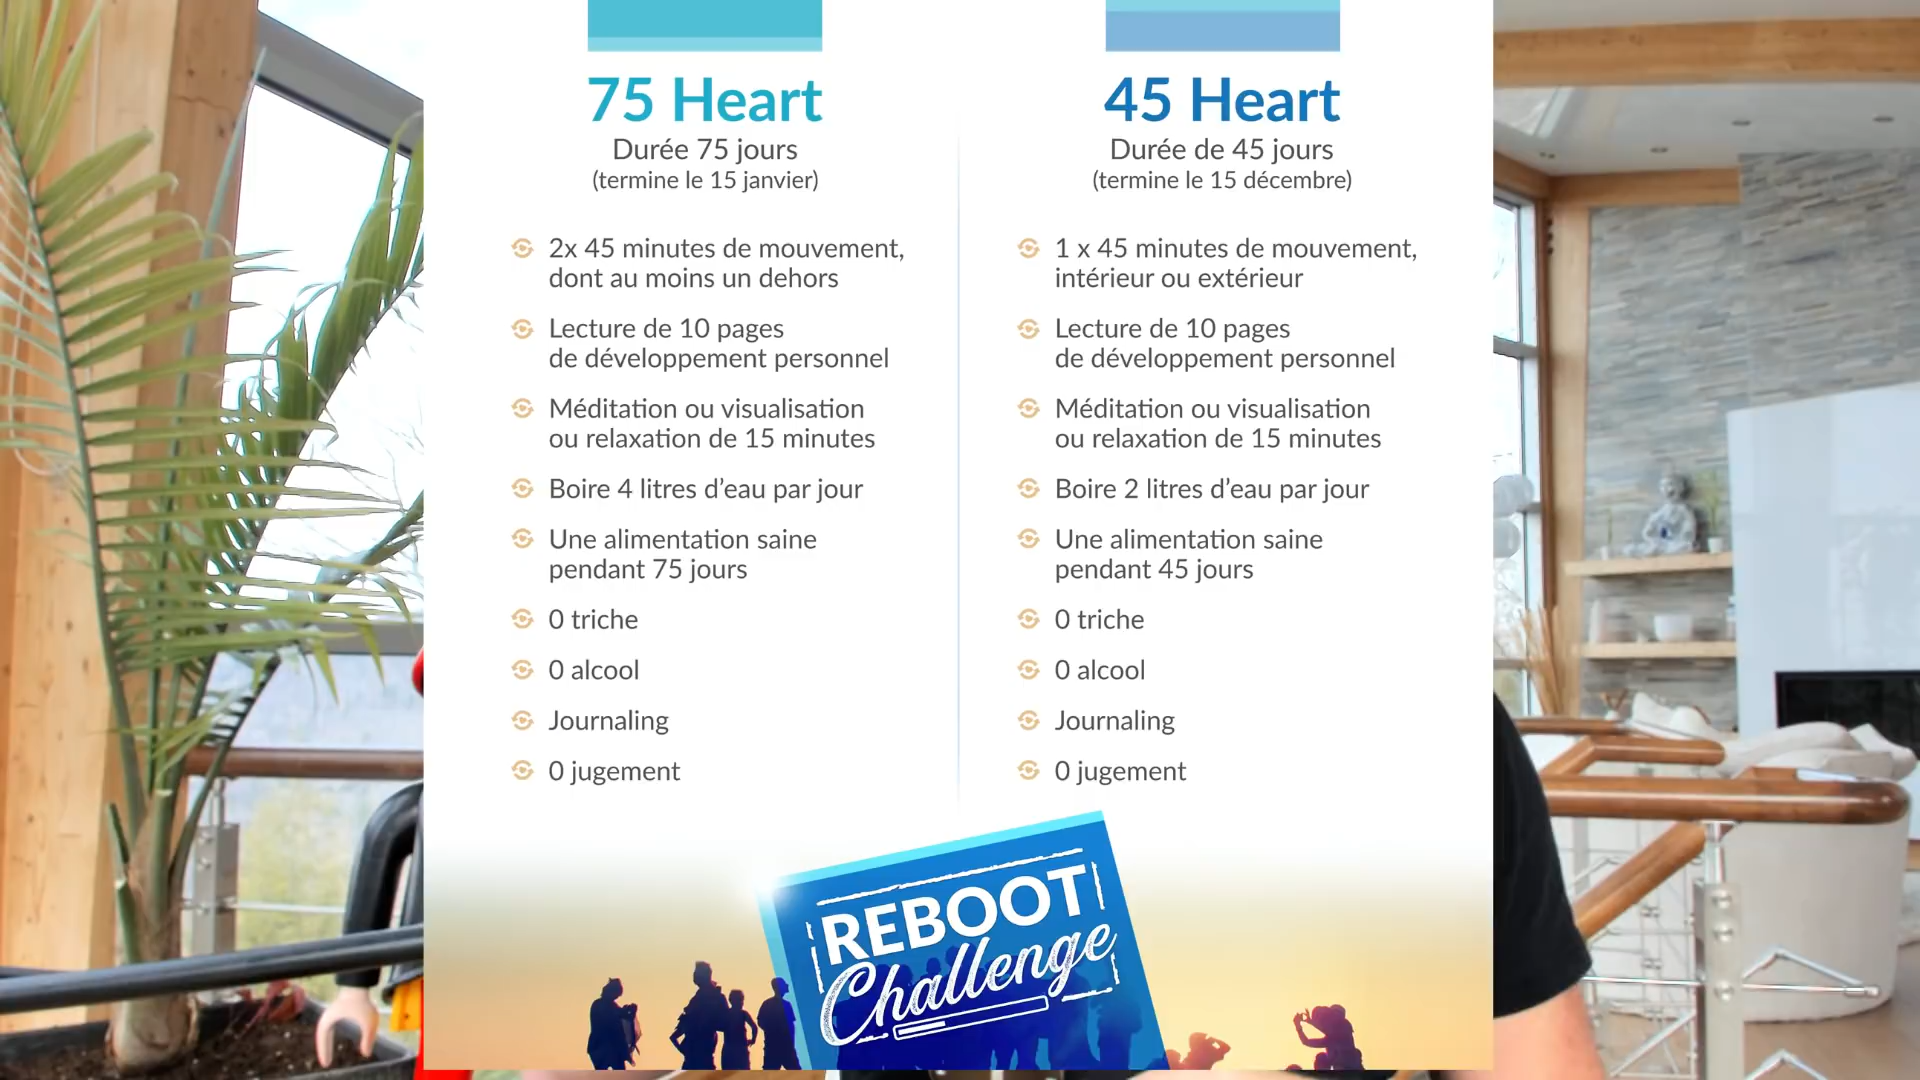 75 Heart
Durée 75 jours
(termine le 15 janvier)
2x 45 minutes de mouvement,
dont au moins un dehors
Lecture de 10 pages
de développement personnel
Méditation ou visualisation
ou relaxation de 15 minutes
Boire 4 litres d’eau par jour
Une alimentation saine
pendant 75 jours
0 triche
0 alcool
Journaling
0 jugement
45 Heart
Durée de 45 jours
(termine le 15 décembre)
1 x 45 minutes de mouvement,
intérieur ou extérieur
Lecture de 10 pages
de développement personnel
Méditation ou visualisation
ou relaxation de 15 minutes
Boire 2 litres d’eau par jour
Une alimentation saine
pendant 45 jours
0 triche
0 alcool
Journaling
0 jugement
REBOOT
Challenge